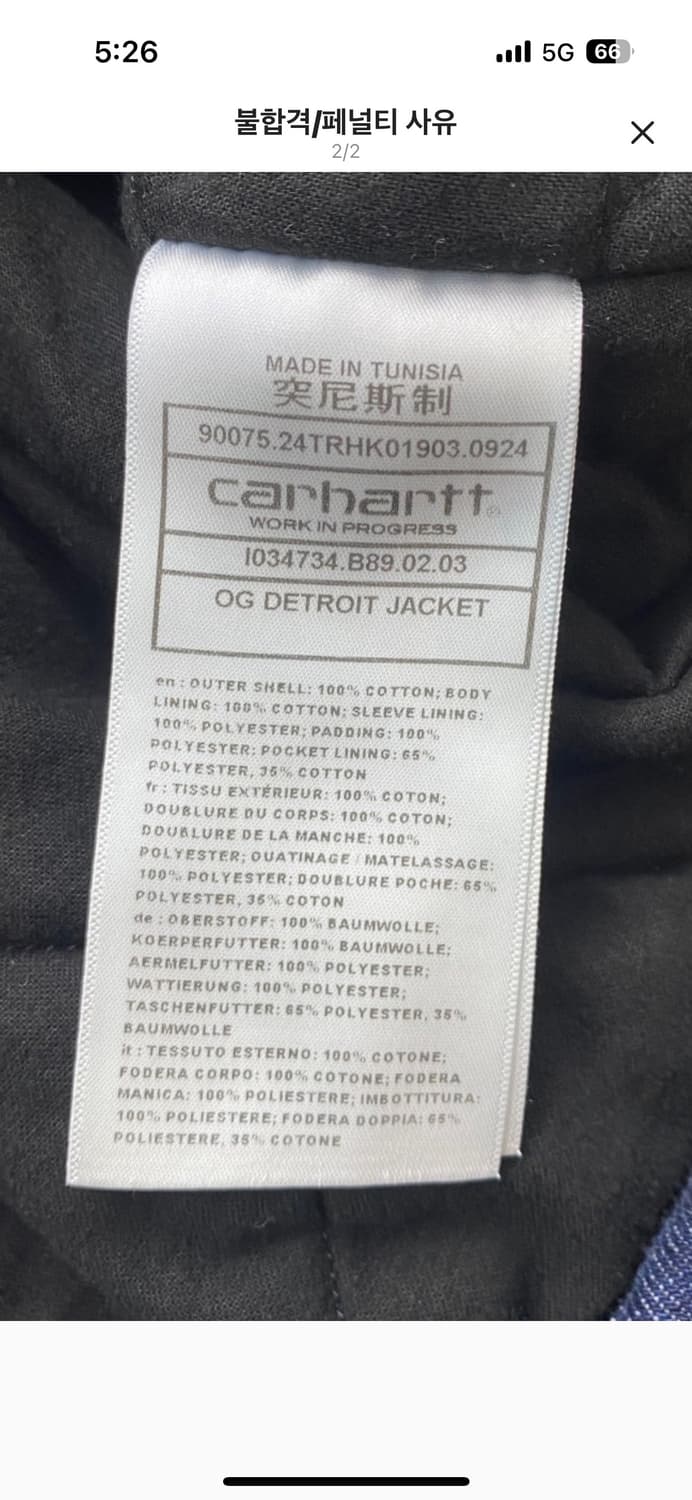 5:26
5G 66
불합격/페널티 사유
2/2
MADE IN TUNISIA
突尼斯制
90075.24TRHK01903.0924
carhartt
WORK IN PROGRESS
I034734.B89.02.03
OG DETROIT JACKET
en : OUTER SHELL: 100% COTTON; BODY
LINING: 100% COTTON; SLEEVE LINING:
100% POLYESTER; PADDING: 100%
POLYESTER; POCKET LINING: 65%
POLYESTER, 35% COTTON
fr : TISSU EXTÉRIEUR: 100% COTON;
DOUBLURE DU CORPS: 100% COTON;
DOUBLURE DE LA MANCHE: 100%
POLYESTER; OUATINAGE / MATELASSAGE:
100% POLYESTER; DOUBLURE POCHE: 65%
POLYESTER, 35% COTON
de : OBERSTOFF: 100% BAUMWOLLE;
KOERPERFUTTER: 100% BAUMWOLLE;
AERMELFUTTER: 100% POLYESTER;
WATTIERUNG: 100% POLYESTER;
TASCHENFUTTER: 65% POLYESTER, 35%
BAUMWOLLE
it : TESSUTO ESTERNO: 100% COTONE;
FODERA CORPO: 100% COTONE; FODERA
MANICA: 100% POLIESTERE; IMBOTTITURA:
100% POLIESTERE; FODERA DOPPIA: 65%
POLIESTERE, 35% COTONE